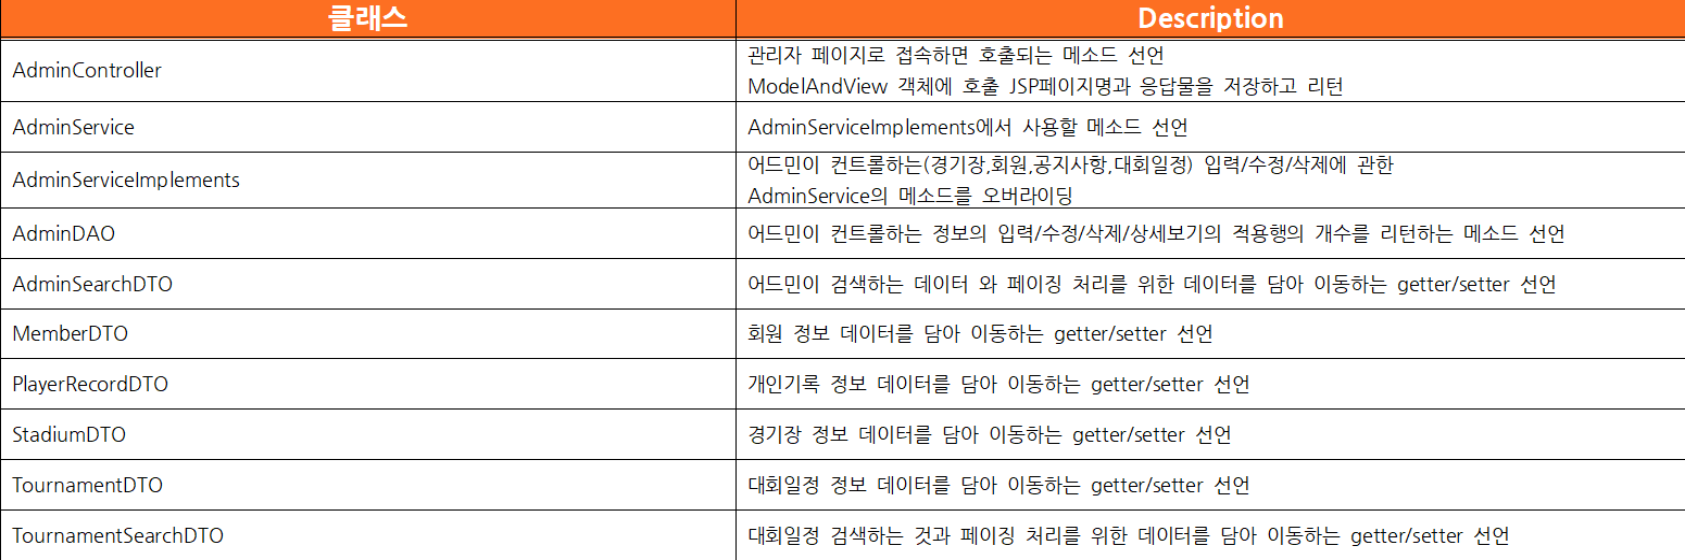 클래스 Description
AdminController
관리자 페이지로 접속하면 호출되는 메소드 선언
ModelAndView 객체에 호출 JSP페이지명과 응답물을 저장하고 리턴
AdminService
AdminServiceImplements에서 사용할 메소드 선언
AdminServiceImplements
어드민이 컨트롤하는(경기장,회원,공지사항,대회일정) 입력/수정/삭제에 관한
AdminService의 메소드를 오버라이딩
AdminDAO
어드민이 컨트롤하는 정보의 입력/수정/삭제/상세보기의 적용행의 개수를 리턴하는 메소드 선언
AdminSearchDTO
어드민이 검색하는 데이터 와 페이징 처리를 위한 데이터를 담아 이동하는 getter/setter 선언
MemberDTO
회원 정보 데이터를 담아 이동하는 getter/setter 선언
PlayerRecordDTO
개인기록 정보 데이터를 담아 이동하는 getter/setter 선언
StadiumDTO
경기장 정보 데이터를 담아 이동하는 getter/setter 선언
TournamentDTO
대회일정 정보 데이터를 담아 이동하는 getter/setter 선언
TournamentSearchDTO
대회일정 검색하는 것과 페이징 처리를 위한 데이터를 담아 이동하는 getter/setter 선언